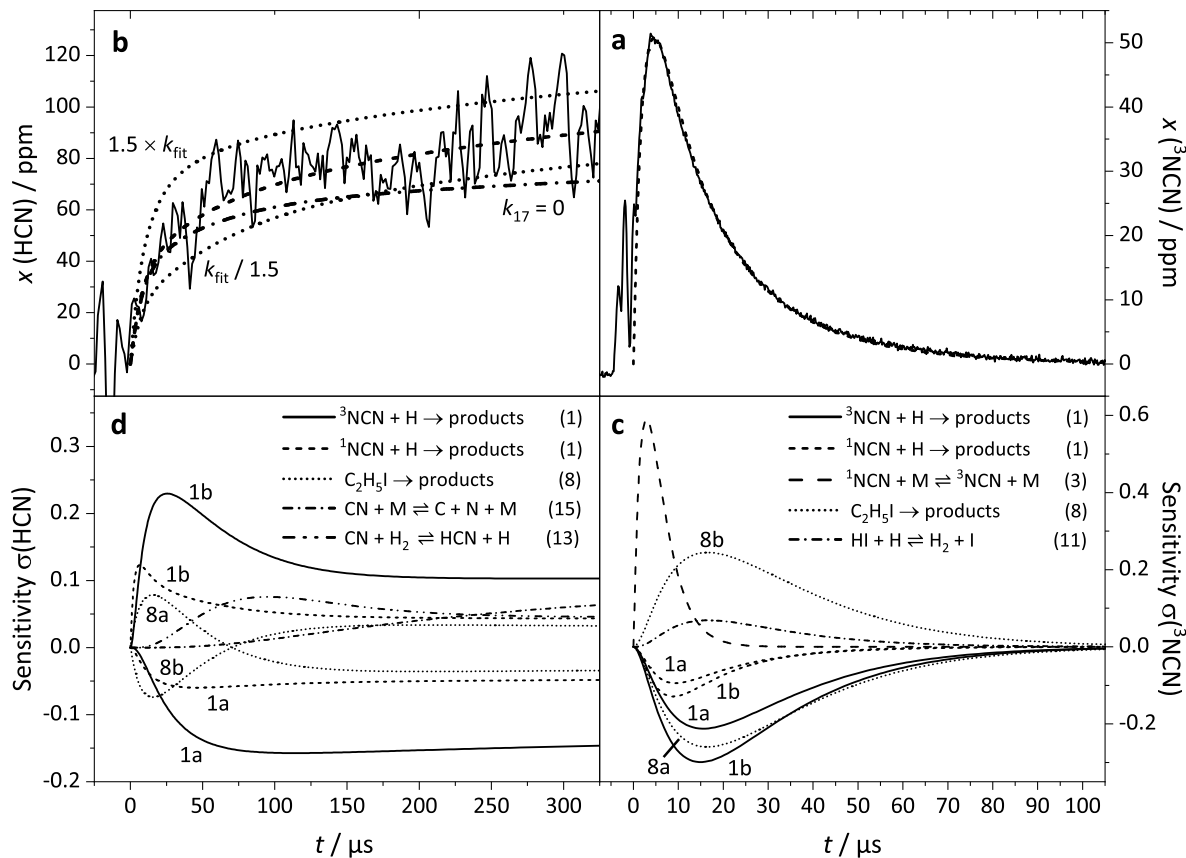 b
x (HCN) / ppm
120
100
80
60
40
20
0
1.5 × kfit
kfit / 1.5
k17 = 0
a
50
40
30
20
10
0
x (³NCN) / ppm
d
³NCN + H → products (1)
¹NCN + H → products (1)
C₂H₅I → products (8)
CN + M ⇌ C + N + M (15)
CN + H₂ ⇌ HCN + H (13)
Sensitivity σ(HCN)
0.3
0.2
0.1
0.0
-0.1
-0.2
1b
1b
8a
8b
1a
1a
0 50 100 150 200 250 300
t / µs
c
³NCN + H → products (1)
¹NCN + H → products (1)
¹NCN + M ⇌ ³NCN + M (3)
C₂H₅I → products (8)
HI + H ⇌ H₂ + I (11)
0.6
0.4
0.2
0.0
-0.2
Sensitivity σ(³NCN)
8b
1a
1b
1a
8a
1b
0 10 20 30 40 50 60 70 80 90 100
t / µs